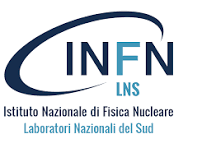 INFN
LNS
Istituto Nazionale di Fisica Nucleare
Laboratori Nazionali del Sud